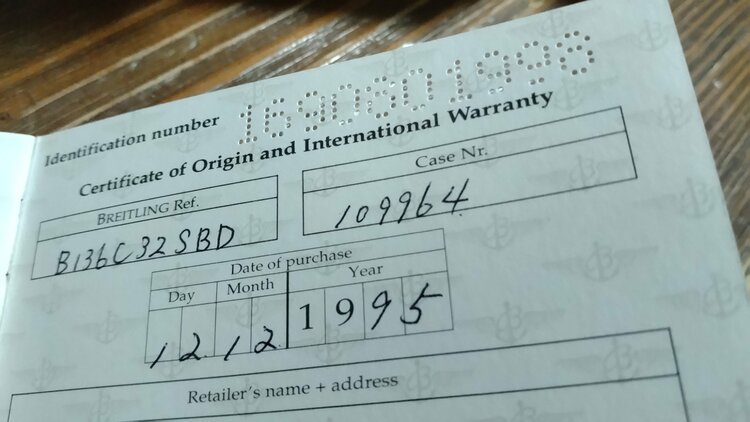 Identification number 1690801998
Certificate of Origin and International Warranty
BREITLING Ref.
B136C32SBD
Case Nr.
109964
Date of purchase
Day Month Year
12 12 1995
Retailer's name + address